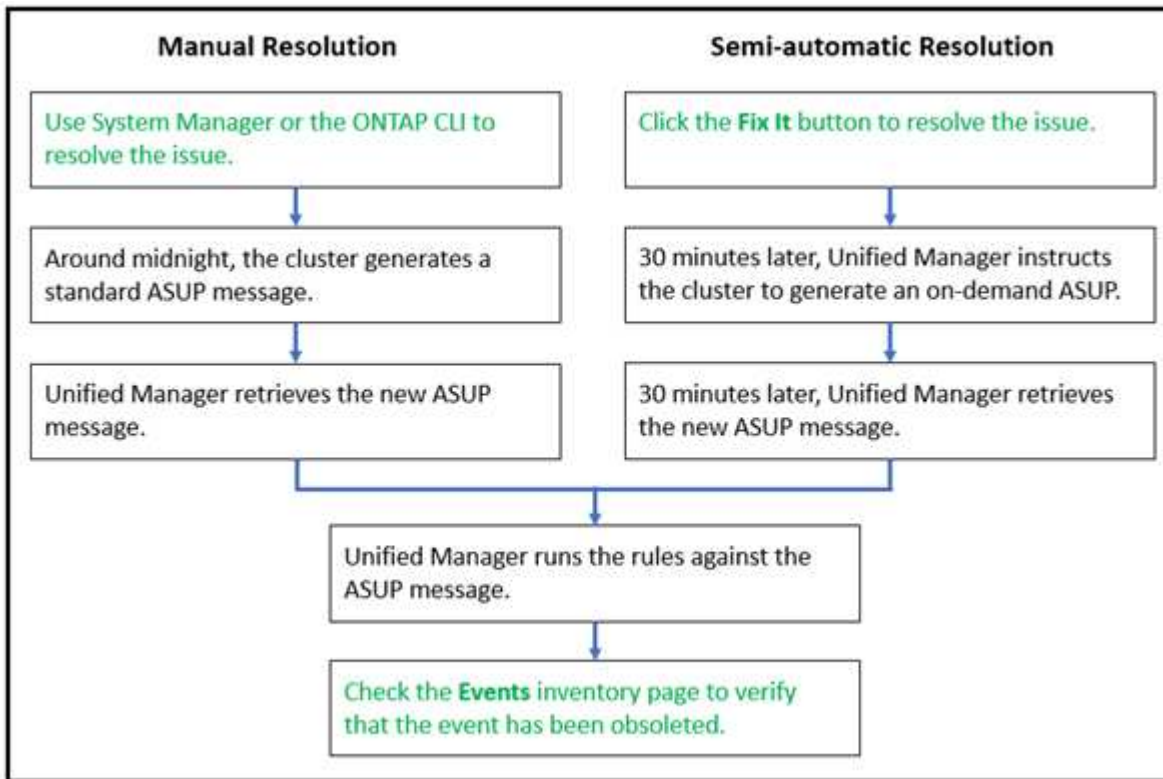 Manual Resolution
Semi-automatic Resolution
Use System Manager or the ONTAP CLI to
resolve the issue.
Click the Fix It button to resolve the issue.
Around midnight, the cluster generates a
standard ASUP message.
30 minutes later, Unified Manager instructs
the cluster to generate an on-demand ASUP.
Unified Manager retrieves the new ASUP
message.
30 minutes later, Unified Manager retrieves
the new ASUP message.
Unified Manager runs the rules against the
ASUP message.
Check the Events inventory page to verify
that the event has been obsoleted.